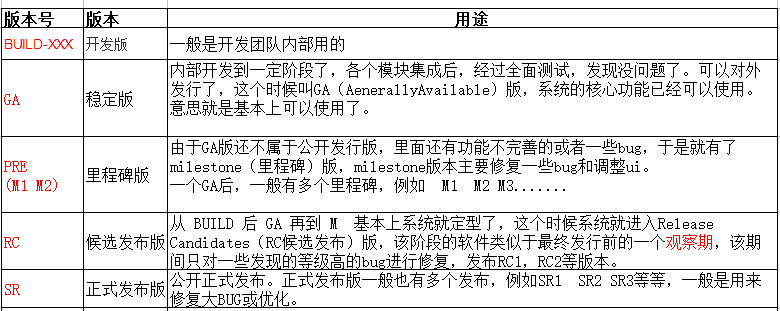 版本号 版本 用途
BUILD-XXX 开发版 一般是开发团队内部用的
GA 稳定版 内部开发到一定阶段了，各个模块集成后，经过全面测试，发现没问题了。可以对外
发行了，这个时候叫GA（AenerallyAvailable）版，系统的核心功能已经可以使用。
意思就是基本上可以使用了。
PRE
(M1 M2) 里程碑版 由于GA版还不属于公开发行版，里面还有功能不完善的或者一些bug，于是就有了
milestone（里程碑）版，milestone版本主要修复一些bug和调整ui。
一个GA后，一般有多个里程碑，例如 M1 M2 M3.......
RC 候选发布版 从 BUILD 后 GA 再到 M 基本上系统就定型了，这个时候系统就进入Release
Candidates（RC候选发布）版，该阶段的软件类似于最终发行前的一个观察期，该期
间只对一些发现的等级高的bug进行修复，发布RC1，RC2等版本。
SR 正式发布版 公开正式发布。正式发布版一般也有多个发布，例如SR1 SR2 SR3等等，一般是用来
修复大BUG或优化。